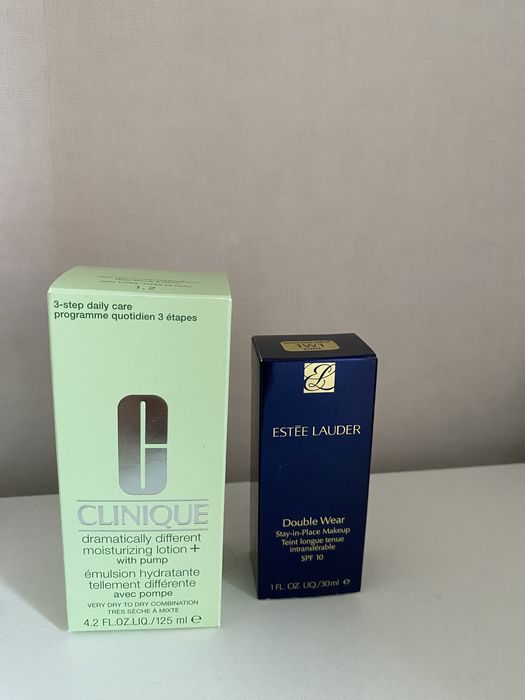 1, 2
3-step daily care
programme quotidien 3 étapes
CLINIQUE
dramatically different
moisturizing lotion +
with pump
émulsion hydratante
tellement différente
avec pompe
VERY DRY TO DRY COMBINATION
TRÈS SÈCHE À MIXTE
4.2 FL.OZ.LIQ./125 ml e
ESTĒE LAUDER
Double Wear
Stay-in-Place Makeup
Teint longue tenue
intransférable
SPF 10
1 FL. OZ. LIQ./30ml e